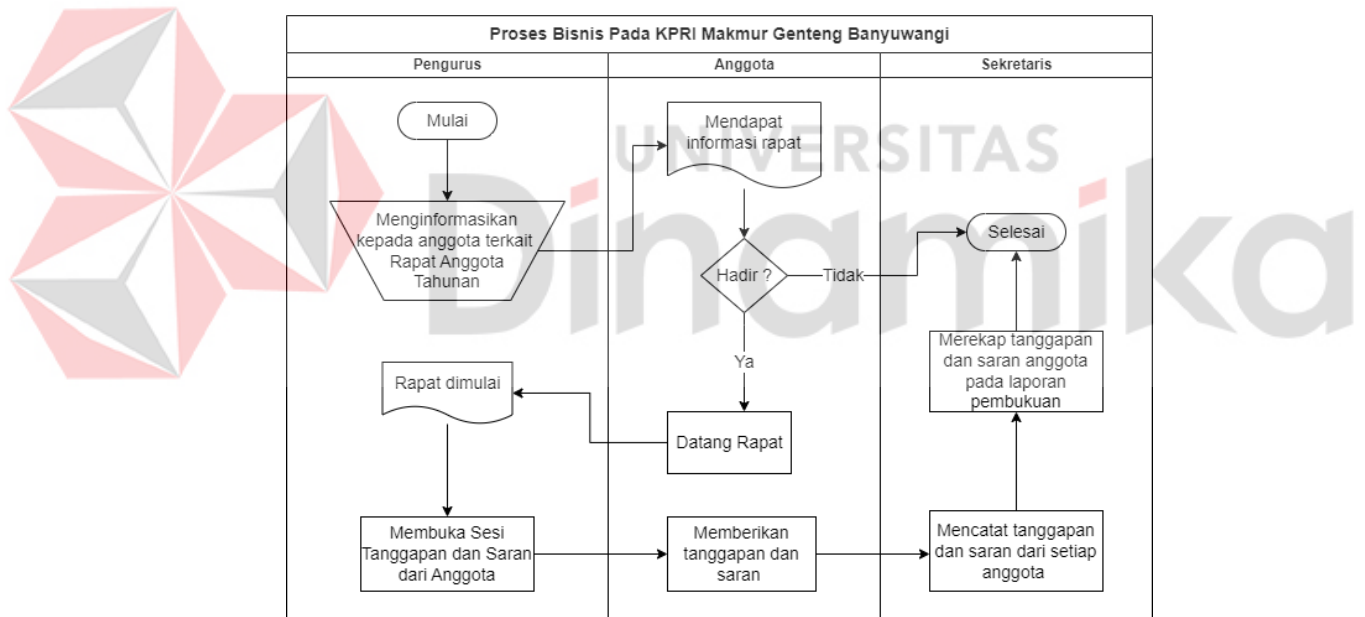 Proses Bisnis Pada KPRI Makmur Genteng Banyuwangi
Pengurus
Anggota
Sekretaris
Mulai
Mendapat
informasi rapat
UNIVERSITAS
Dinamika
Menginformasikan
kepada anggota terkait
Rapat Anggota
Tahunan
Hadir ?
Tidak
Selesai
Ya
Merekap tanggapan
dan saran anggota
pada laporan
pembukuan
Rapat dimulai
Datang Rapat
Membuka Sesi
Tanggapan dan Saran
dari Anggota
Memberikan
tanggapan dan
saran
Mencatat tanggapan
dan saran dari setiap
anggota